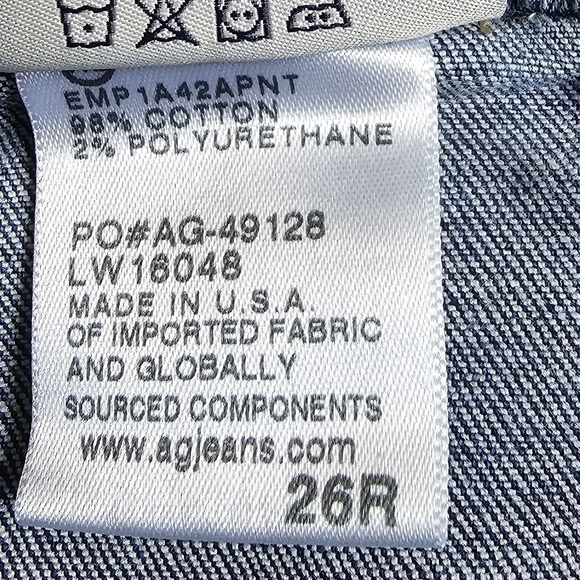 EMP1A42APNT
98% COTTON
2% POLYURETHANE
PO#AG-49128
LW16048
MADE IN U.S.A.
OF IMPORTED FABRIC
AND GLOBALLY
SOURCED COMPONENTS
www.agjeans.com
26R